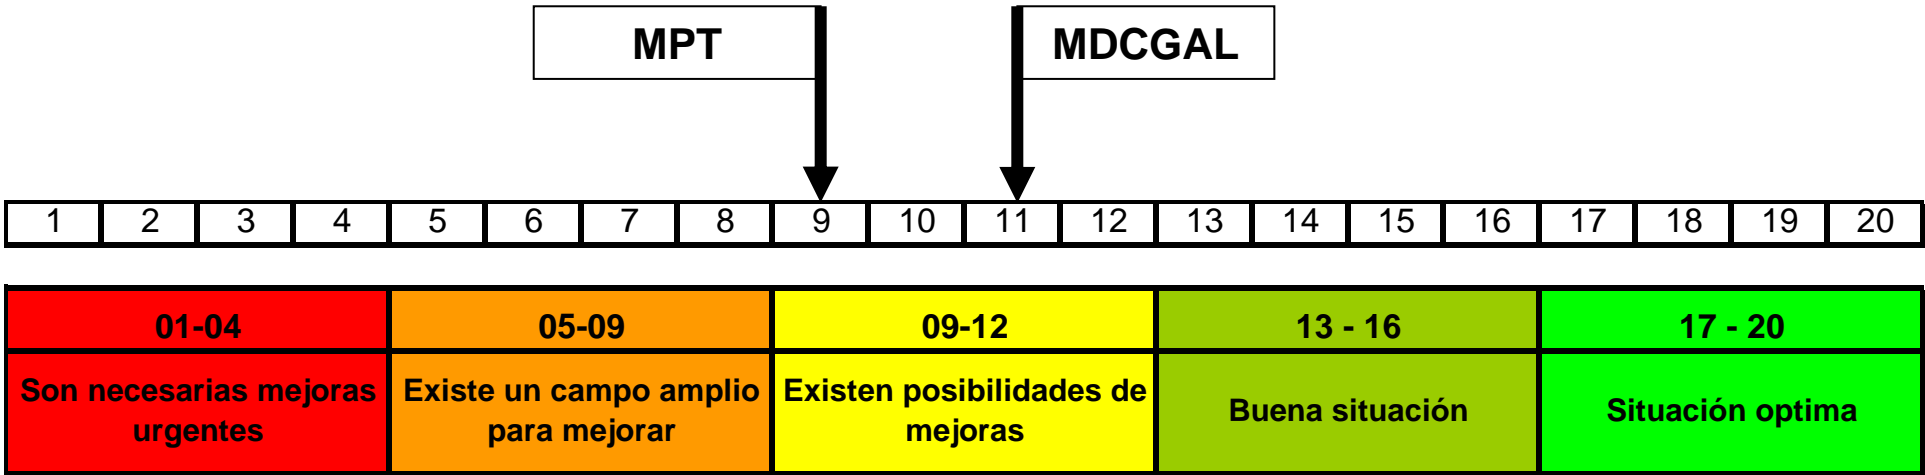 MPT
MDCGAL
1 2 3 4 5 6 7 8 9 10 11 12 13 14 15 16 17 18 19 20
01-04 05-09 09-12 13 - 16 17 - 20
Son necesarias mejoras
urgentes
Existe un campo amplio
para mejorar
Existen posibilidades de
mejoras
Buena situación
Situación optima